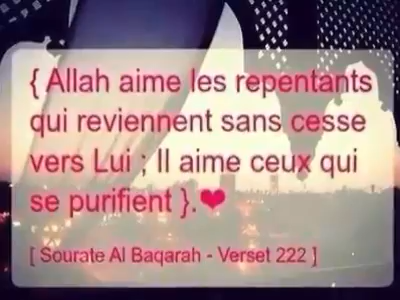 { Allah aime les repentants
qui reviennent sans cesse
vers Lui ; Il aime ceux qui
se purifient }.❤
[ Sourate Al Baqarah - Verset 222 ]